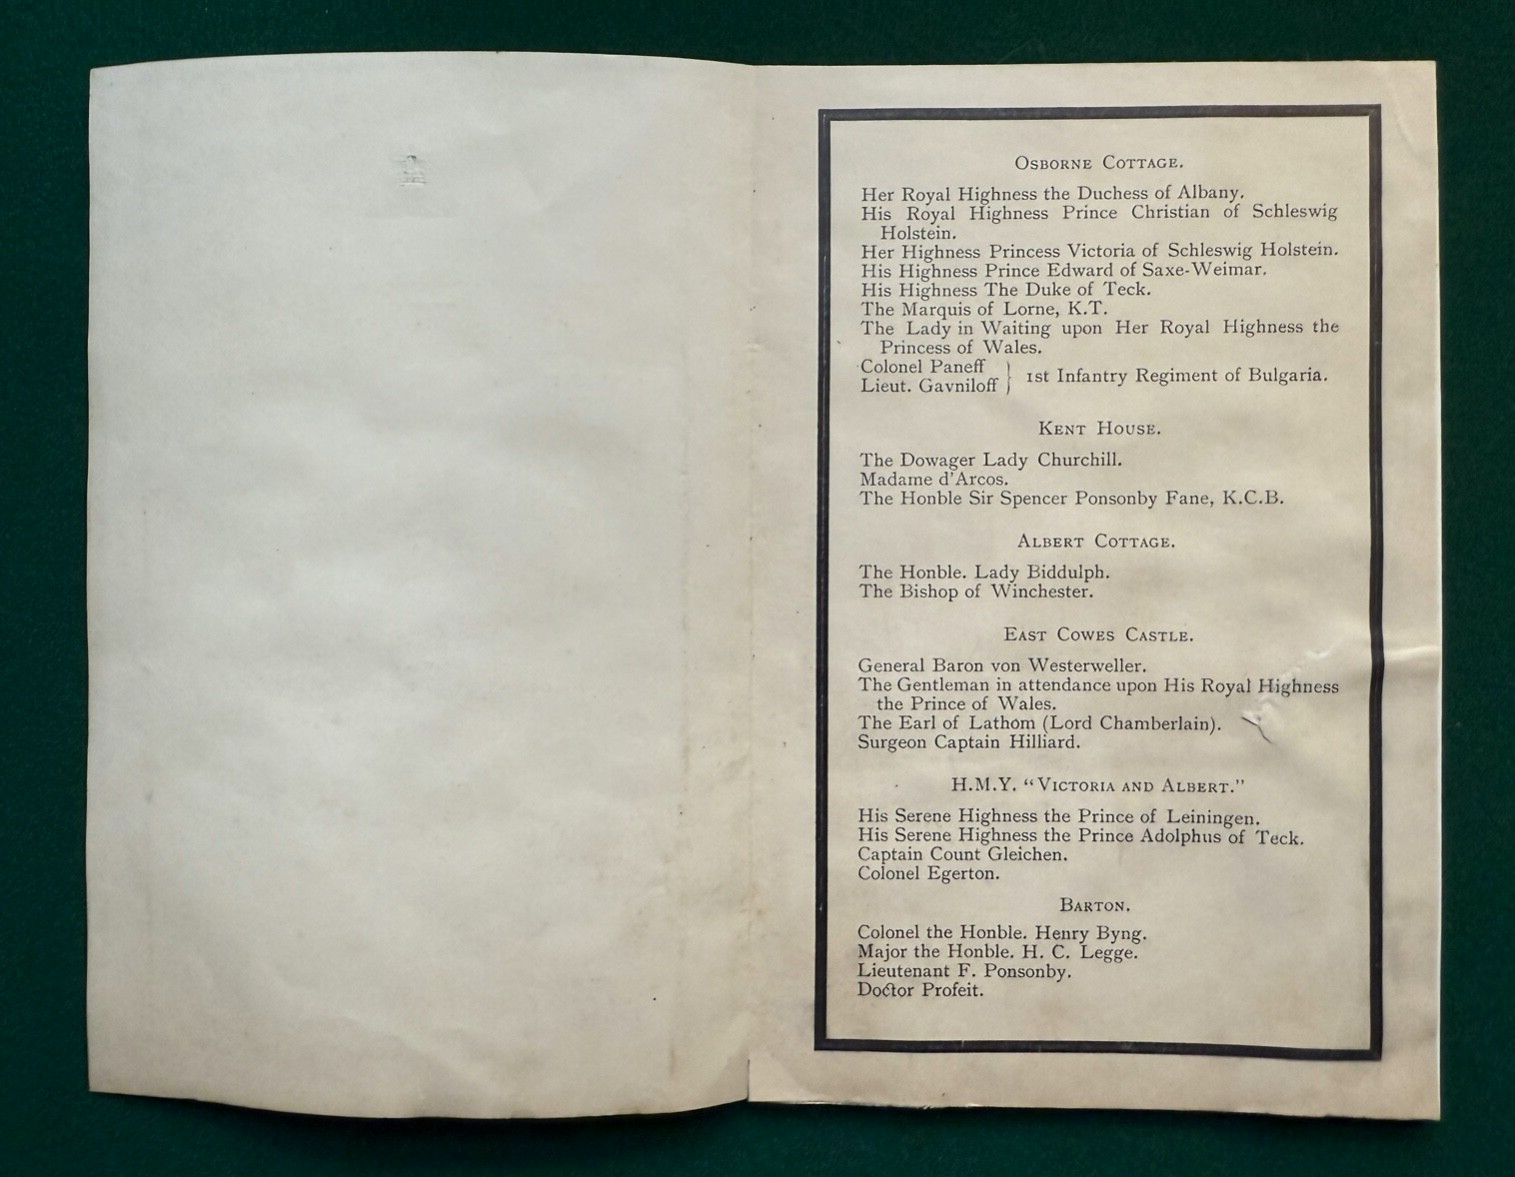 OSBORNE COTTAGE.
Her Royal Highness the Duchess of Albany.
His Royal Highness Prince Christian of Schleswig
Holstein.
Her Highness Princess Victoria of Schleswig Holstein.
His Highness Prince Edward of Saxe-Weimar.
His Highness The Duke of Teck.
The Marquis of Lorne, K.T.
The Lady in Waiting upon Her Royal Highness the
Princess of Wales.
Colonel Paneff
Lieut. Gavniloff } 1st Infantry Regiment of Bulgaria.
KENT HOUSE.
The Dowager Lady Churchill.
Madame d'Arcos.
The Honble Sir Spencer Ponsonby Fane, K.C.B.
ALBERT COTTAGE.
The Honble. Lady Biddulph.
The Bishop of Winchester.
EAST COWES CASTLE.
General Baron von Westerweller.
The Gentleman in attendance upon His Royal Highness
the Prince of Wales.
The Earl of Lathom (Lord Chamberlain).
Surgeon Captain Hilliard.
H.M.Y. "VICTORIA AND ALBERT."
His Serene Highness the Prince of Leiningen.
His Serene Highness the Prince Adolphus of Teck.
Captain Count Gleichen.
Colonel Egerton.
BARTON.
Colonel the Honble. Henry Byng.
Major the Honble. H. C. Legge.
Lieutenant F. Ponsonby.
Doctor Profeit.